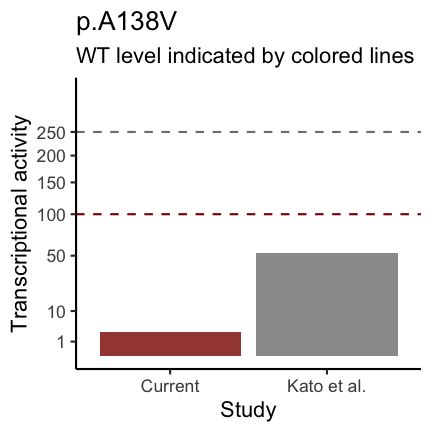 p.A138V
WT level indicated by colored lines
Transcriptional activity
250
200
150
100
50
10
1
Current
Kato et al.
Study